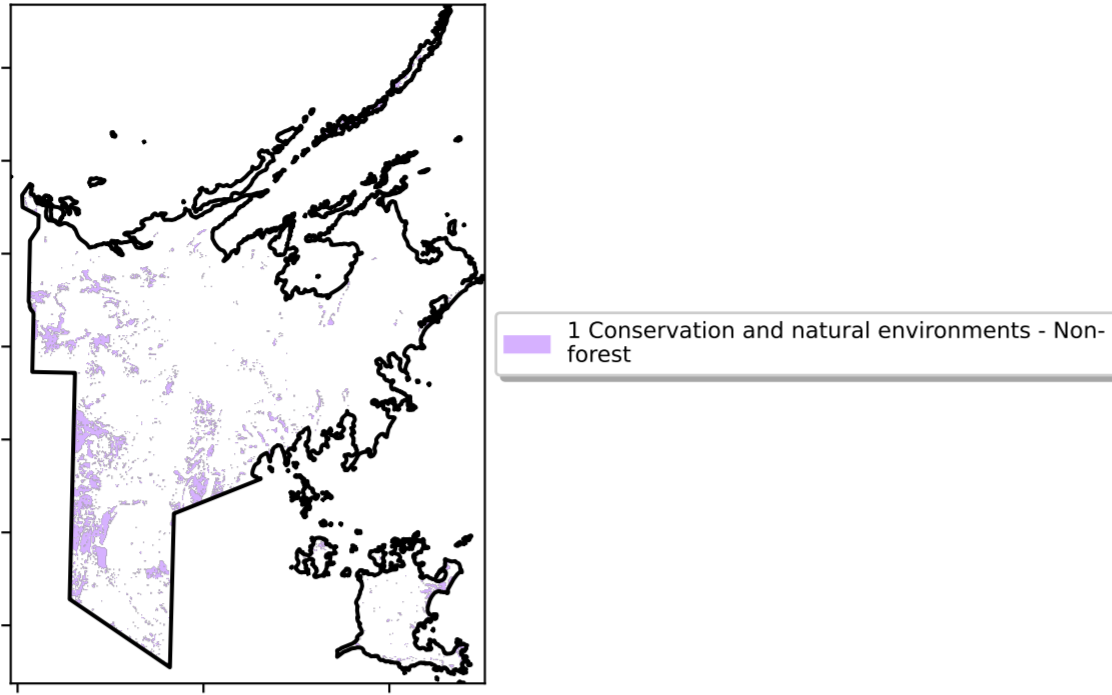 1 Conservation and natural environments - Non-
forest